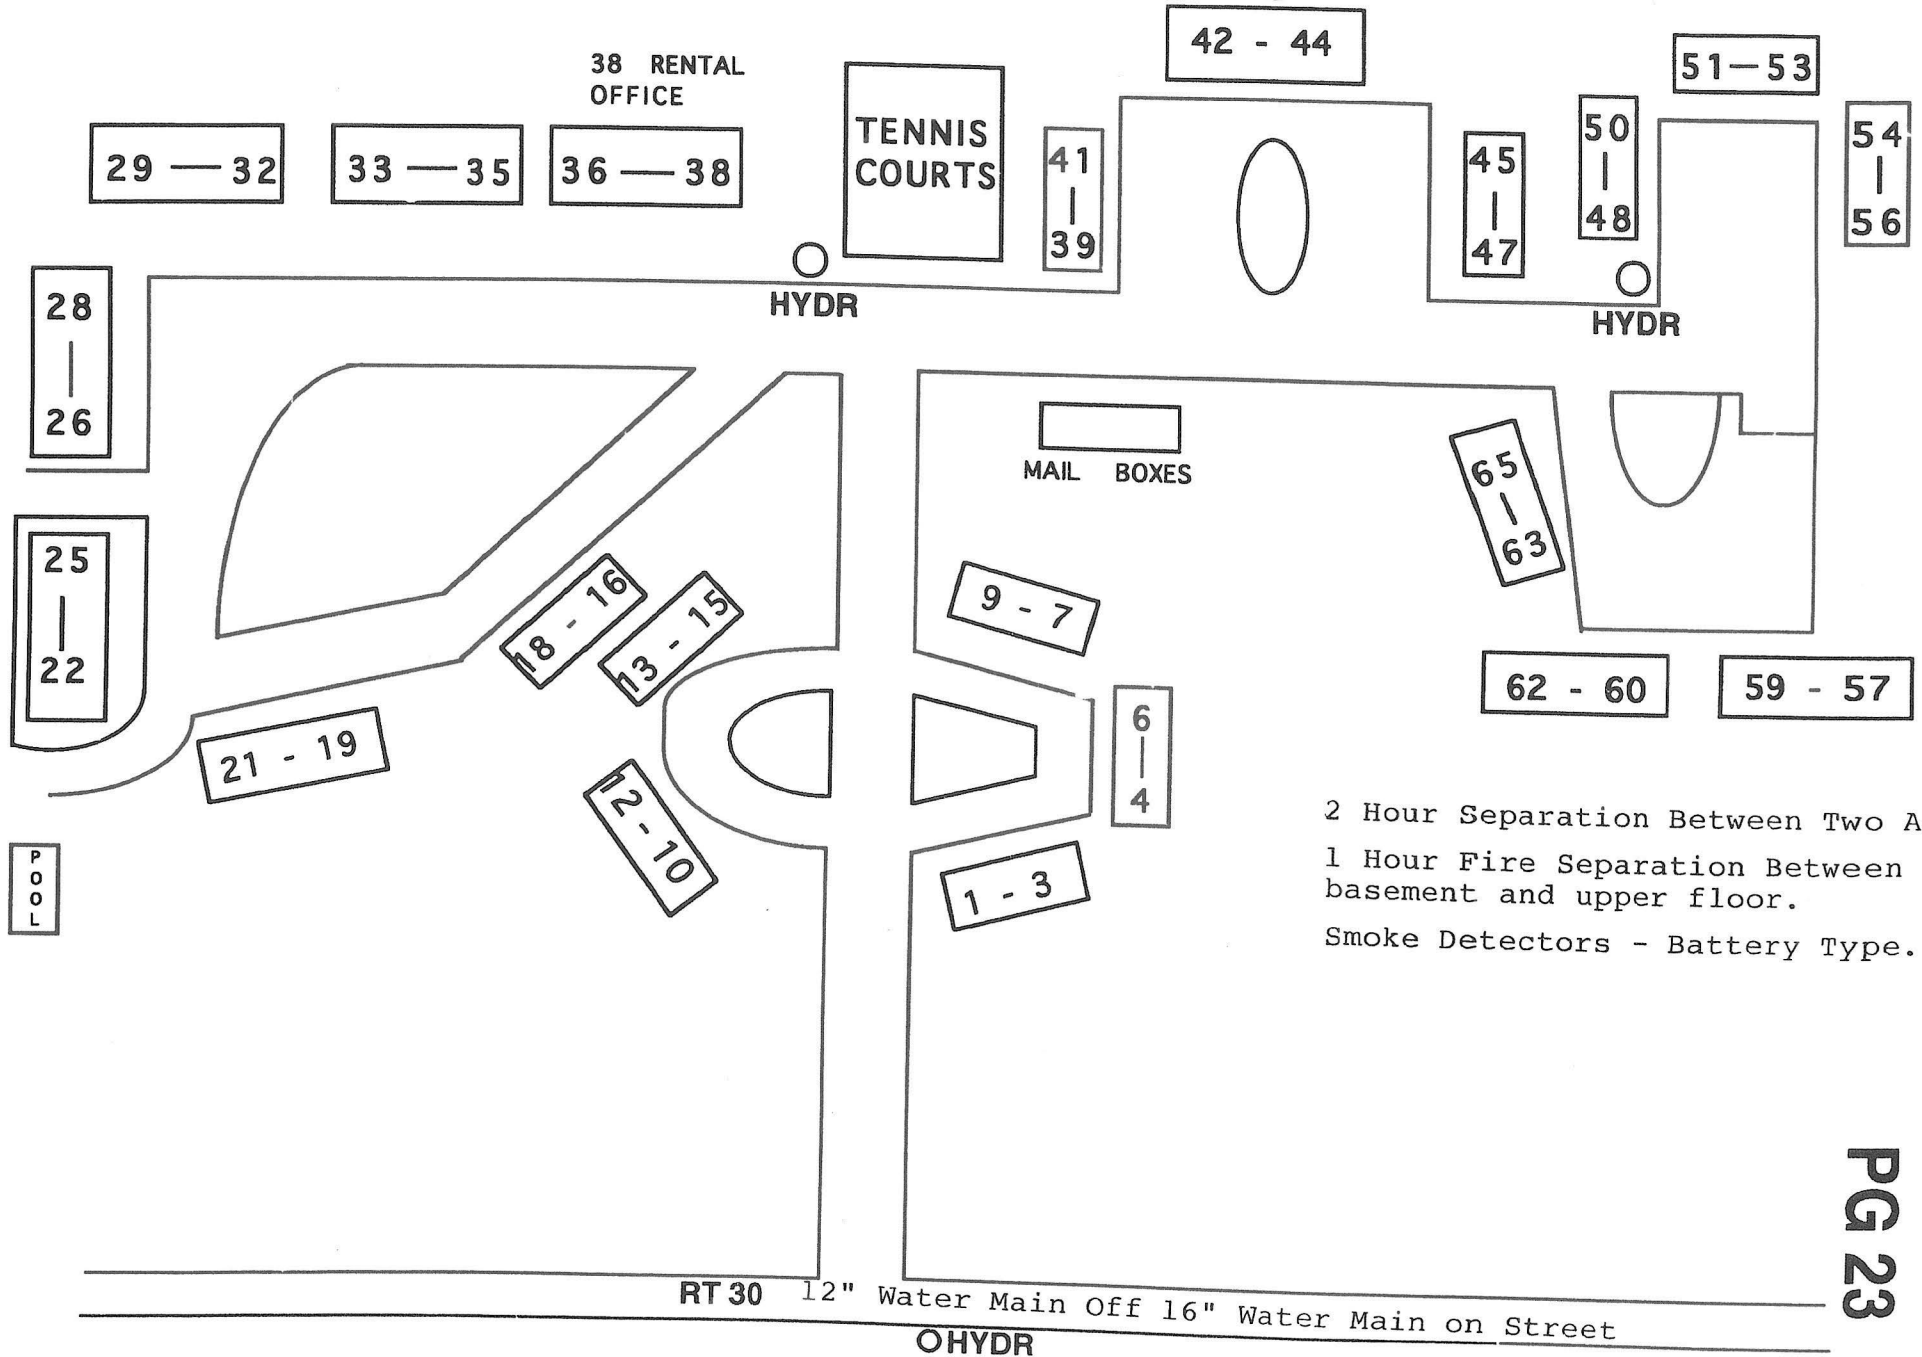 42 - 44
51—53
38 RENTAL
OFFICE
29 — 32
33 — 35
36 — 38
TENNIS
COURTS
41
|
39
45
|
47
50
|
48
54
|
56
HYDR
HYDR
28
|
26
MAIL BOXES
65
|
63
25
|
22
18 - 16
13 - 15
9 - 7
62 - 60
59 - 57
21 - 19
6
|
4
12 - 10
1 - 3
POOL
2 Hour Separation Between Two A
1 Hour Fire Separation Between
basement and upper floor.
Smoke Detectors - Battery Type.
PG 23
RT 30 12" Water Main Off 16" Water Main on Street
HYDR